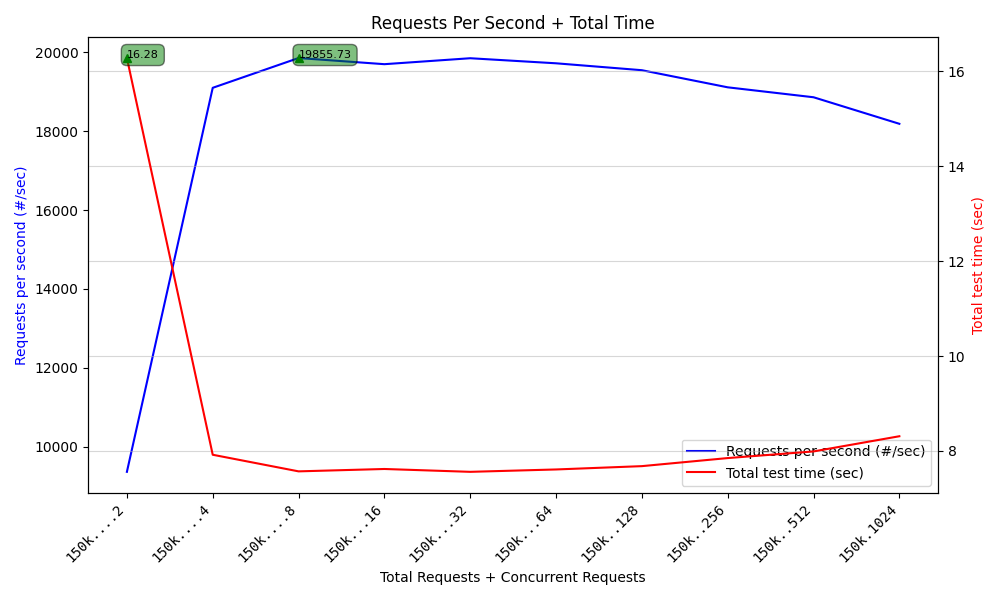 Requests Per Second + Total Time
20000
18000
16000
14000
12000
10000
Requests per second (#/sec)
16.28
19855.73
16
14
12
10
8
Total test time (sec)
Requests per second (#/sec)
Total test time (sec)
150k....2
150k....4
150k....8
150k...16
150k...32
150k...64
150k..128
150k..256
150k..512
150k.1024
Total Requests + Concurrent Requests